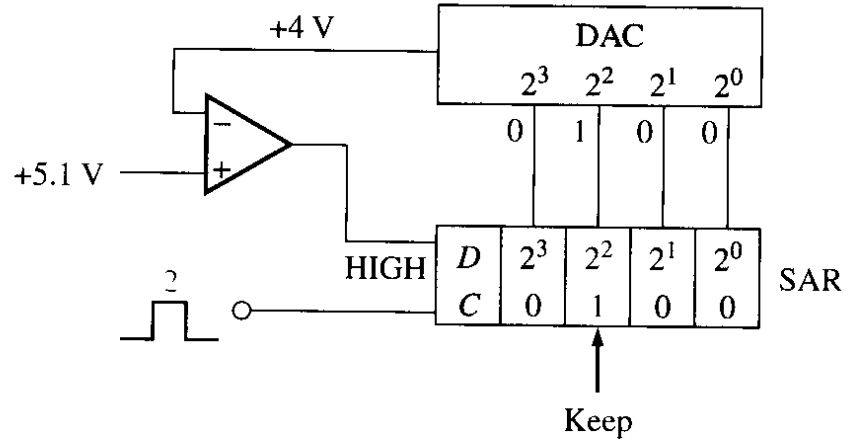 +4 V
DAC
2³ 2² 2¹ 2⁰
0 1 0 0
−
+
+5.1 V
HIGH
D 2³ 2² 2¹ 2⁰
SAR
2
C 0 1 0 0
Keep